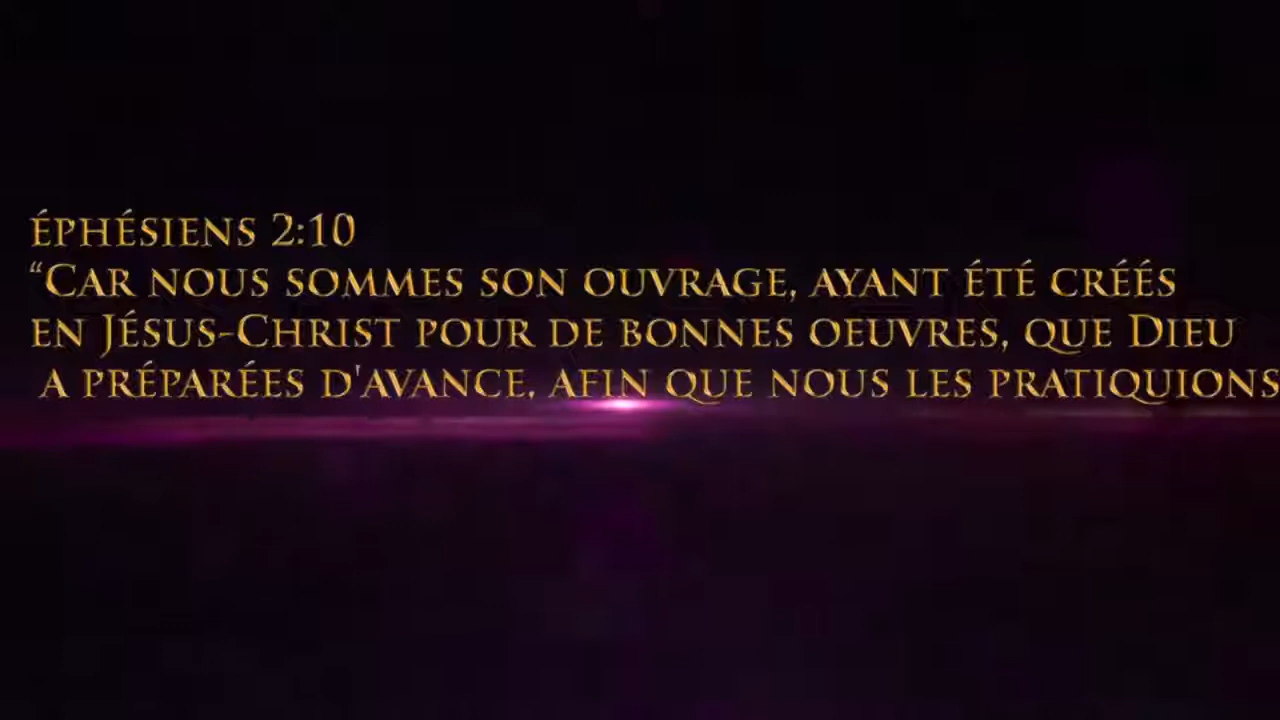 éphésiens 2:10
“Car nous sommes son ouvrage, ayant été créés
en Jésus-Christ pour de bonnes oeuvres, que Dieu
a préparées d'avance, afin que nous les pratiquions